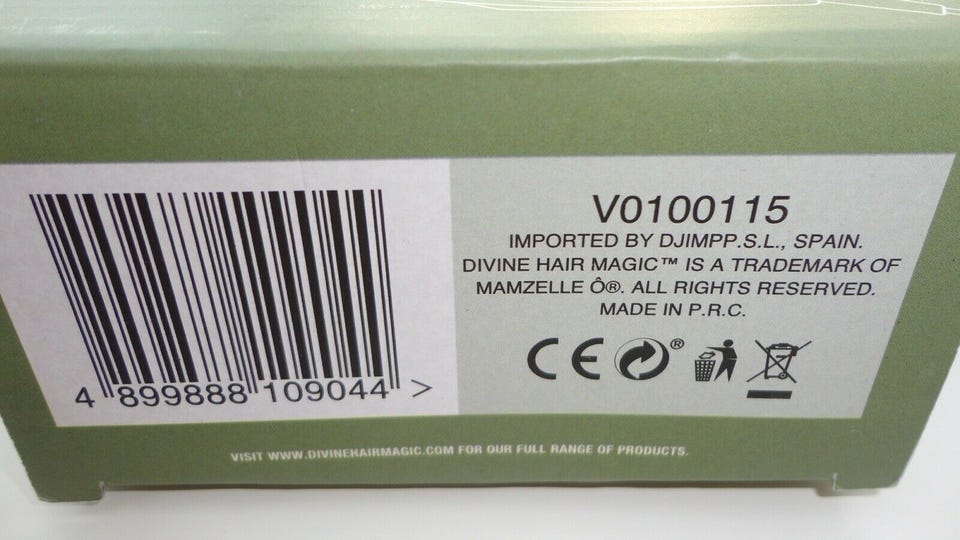 V0100115
IMPORTED BY DJIMPP.S.L., SPAIN.
DIVINE HAIR MAGIC™ IS A TRADEMARK OF
MAMZELLE Ô®. ALL RIGHTS RESERVED.
MADE IN P.R.C.
CE ®
4 899888 109044 >
VISIT WWW.DIVINEHAIRMAGIC.COM FOR OUR FULL RANGE OF PRODUCTS.